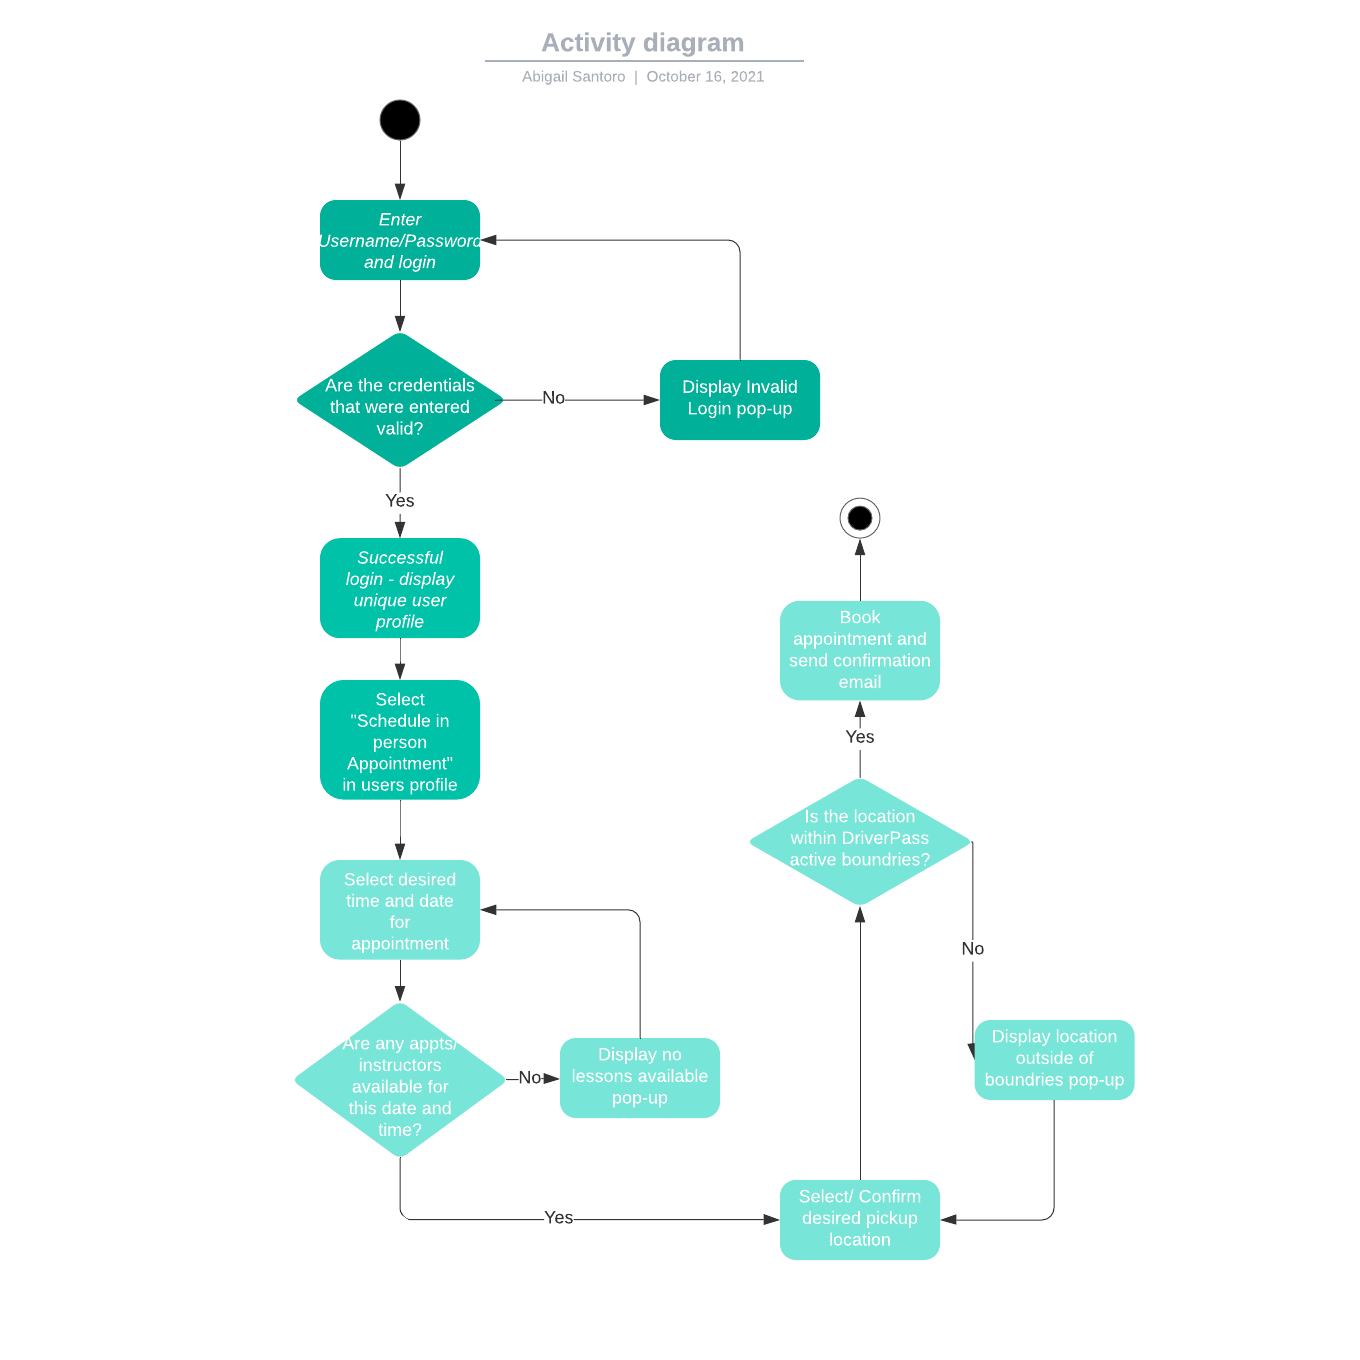 Activity diagram
Abigail Santoro | October 16, 2021
Enter
Username/Password
and login
Are the credentials
that were entered
valid?
No
Display Invalid
Login pop-up
Yes
Successful
login - display
unique user
profile
Select
"Schedule in
person
Appointment"
in users profile
Select desired
time and date
for
appointment
Are any appts/
instructors
available for
this date and
time?
No
Display no
lessons available
pop-up
Yes
Select/ Confirm
desired pickup
location
Is the location
within DriverPass
active boundries?
No
Display location
outside of
boundries pop-up
Yes
Book
appointment and
send confirmation
email